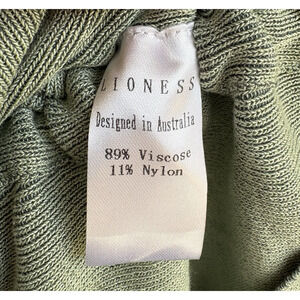 LIONESS
Designed in Australia
89% Viscose
11% Nylon